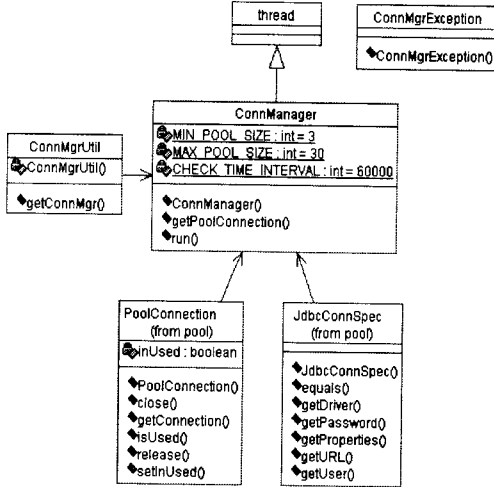 thread
ConnMgrException
ConnMgrException()
ConnManager
MIN_POOL_SIZE : int = 3
MAX_POOL_SIZE : int = 30
CHECK_TIME_INTERVAL : int = 60000
ConnManager()
getPoolConnection()
run()
ConnMgrUtil
ConnMgrUtil()
getConnMgr()
PoolConnection
(from pool)
inUsed : boolean
PoolConnection()
close()
getConnection()
isUsed()
release()
setInUsed()
JdbcConnSpec
(from pool)
JdbcConnSpec()
equals()
getDriver()
getPassword()
getProperties()
getURL()
getUser()